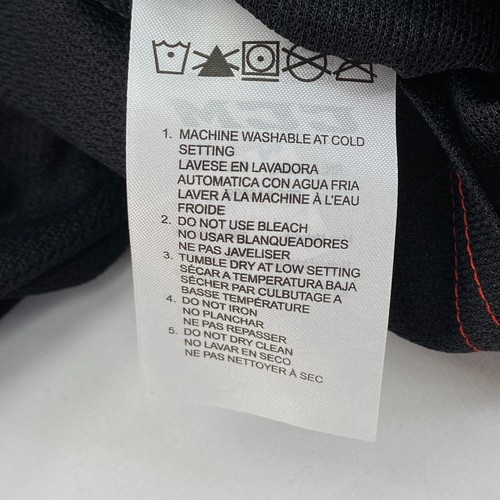 1. MACHINE WASHABLE AT COLD
SETTING
LAVESE EN LAVADORA
AUTOMATICA CON AGUA FRIA
LAVER À LA MACHINE À L'EAU
FROIDE
2. DO NOT USE BLEACH
NO USAR BLANQUEADORES
NE PAS JAVELISER
3. TUMBLE DRY AT LOW SETTING
SÉCAR A TEMPERATURA BAJA
SÉCHER PAR CULBUTAGE A
BASSE TEMPÉRATURE
4. DO NOT IRON
NO PLANCHAR
NE PAS REPASSER
5. DO NOT DRY CLEAN
NO LAVAR EN SECO
NE PAS NETTOYER À SEC